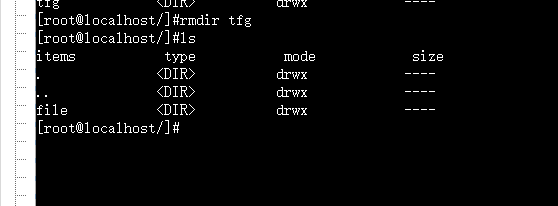 tfg <DIR> drwx ----
[root@localhost/]#rmdir tfg
[root@localhost/]#ls
items type mode size
. <DIR> drwx ----
.. <DIR> drwx ----
file <DIR> drwx ----
[root@localhost/]#